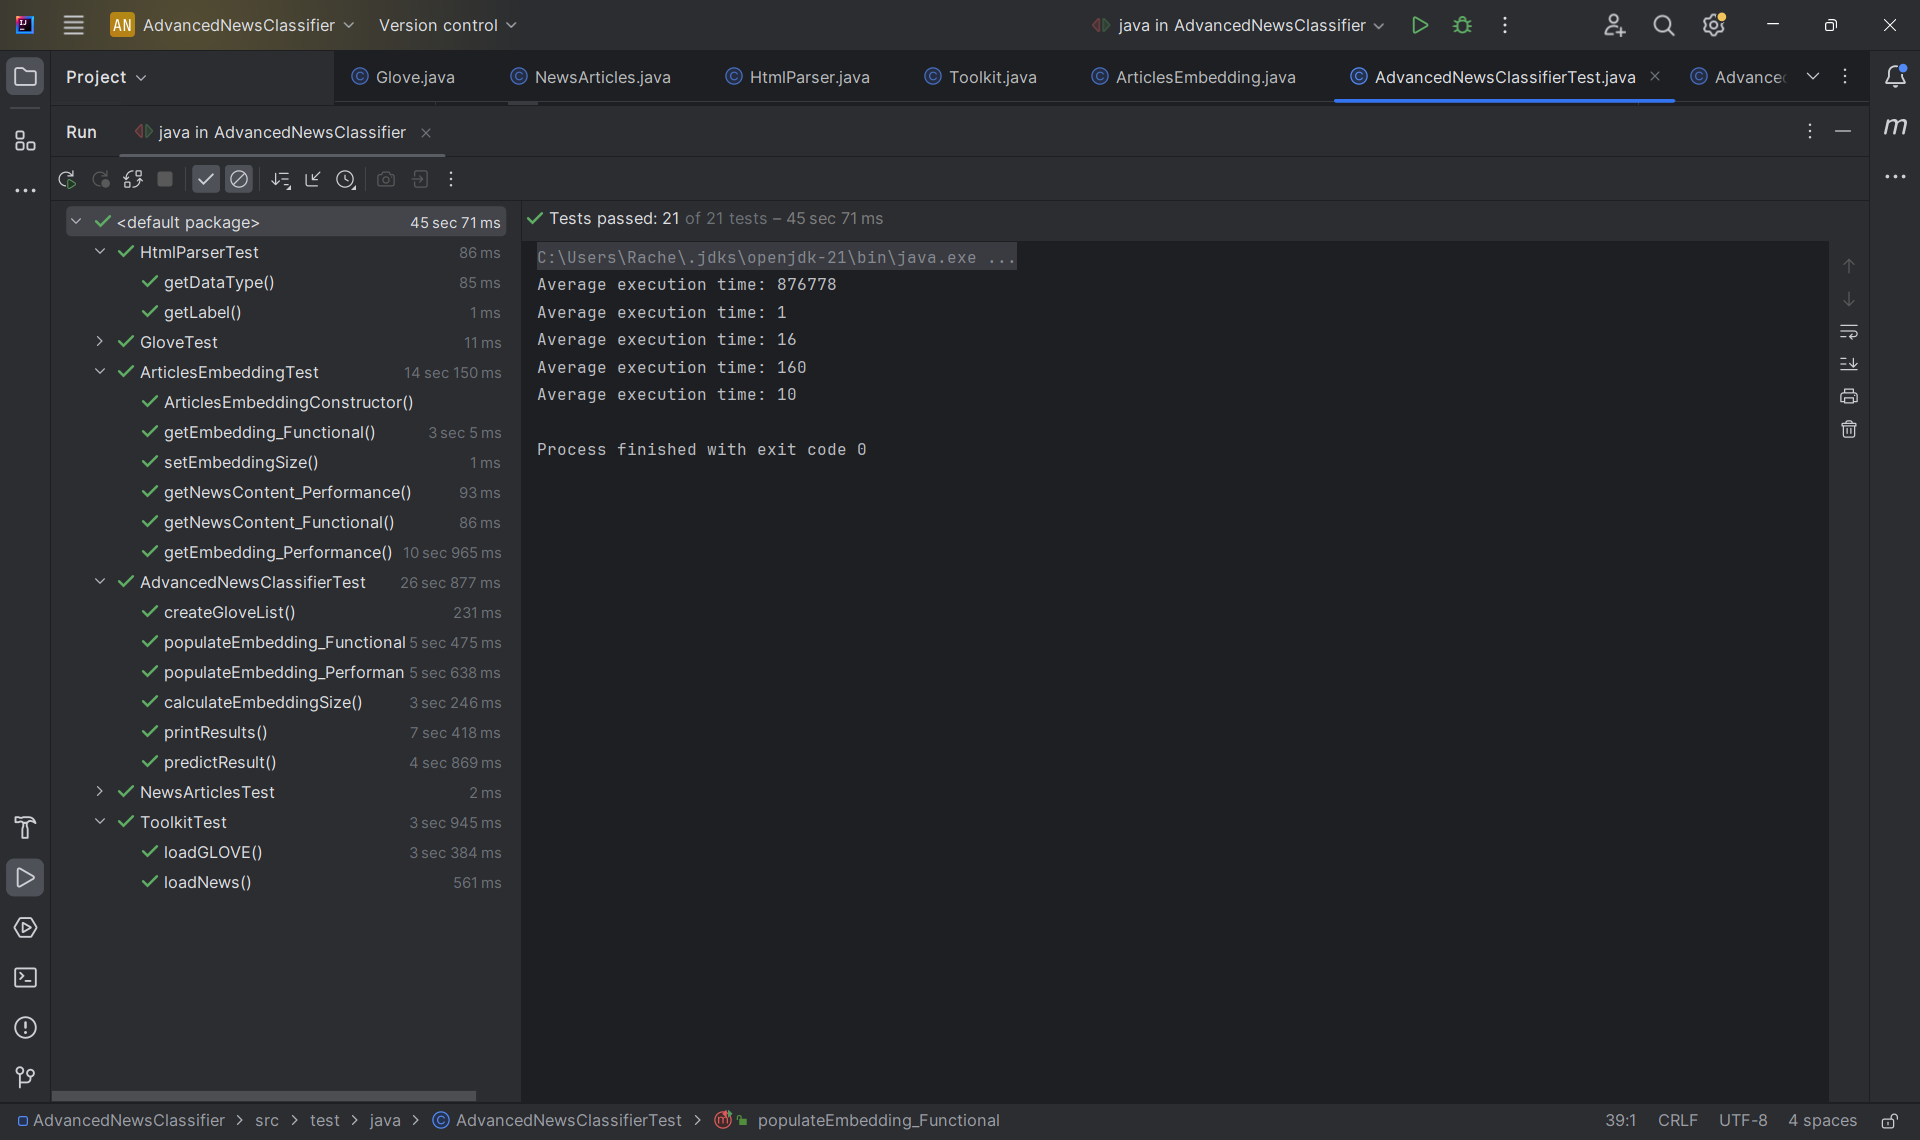 AN AdvancedNewsClassifier Version control java in AdvancedNewsClassifier
Project Glove.java NewsArticles.java HtmlParser.java Toolkit.java ArticlesEmbedding.java AdvancedNewsClassifierTest.java Advance
Run java in AdvancedNewsClassifier
<default package> 45 sec 71 ms
HtmlParserTest 86 ms
getDataType() 85 ms
getLabel() 1 ms
GloveTest 11 ms
ArticlesEmbeddingTest 14 sec 150 ms
ArticlesEmbeddingConstructor()
getEmbedding_Functional() 3 sec 5 ms
setEmbeddingSize() 1 ms
getNewsContent_Performance() 93 ms
getNewsContent_Functional() 86 ms
getEmbedding_Performance() 10 sec 965 ms
AdvancedNewsClassifierTest 26 sec 877 ms
createGloveList() 231 ms
populateEmbedding_Functional 5 sec 475 ms
populateEmbedding_Performan 5 sec 638 ms
calculateEmbeddingSize() 3 sec 246 ms
printResults() 7 sec 418 ms
predictResult() 4 sec 869 ms
NewsArticlesTest 2 ms
ToolkitTest 3 sec 945 ms
loadGLOVE() 3 sec 384 ms
loadNews() 561 ms
Tests passed: 21 of 21 tests – 45 sec 71 ms
C:\Users\Rache\.jdks\openjdk-21\bin\java.exe ...
Average execution time: 876778
Average execution time: 1
Average execution time: 16
Average execution time: 160
Average execution time: 10
Process finished with exit code 0
m
AdvancedNewsClassifier > src > test > java > AdvancedNewsClassifierTest > populateEmbedding_Functional 39:1 CRLF UTF-8 4 spaces